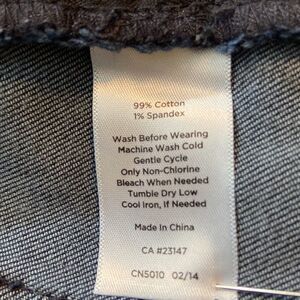 99% Cotton
1% Spandex
Wash Before Wearing
Machine Wash Cold
Gentle Cycle
Only Non-Chlorine
Bleach When Needed
Tumble Dry Low
Cool Iron, If Needed
Made In China
CA #23147
CN5010 02/14